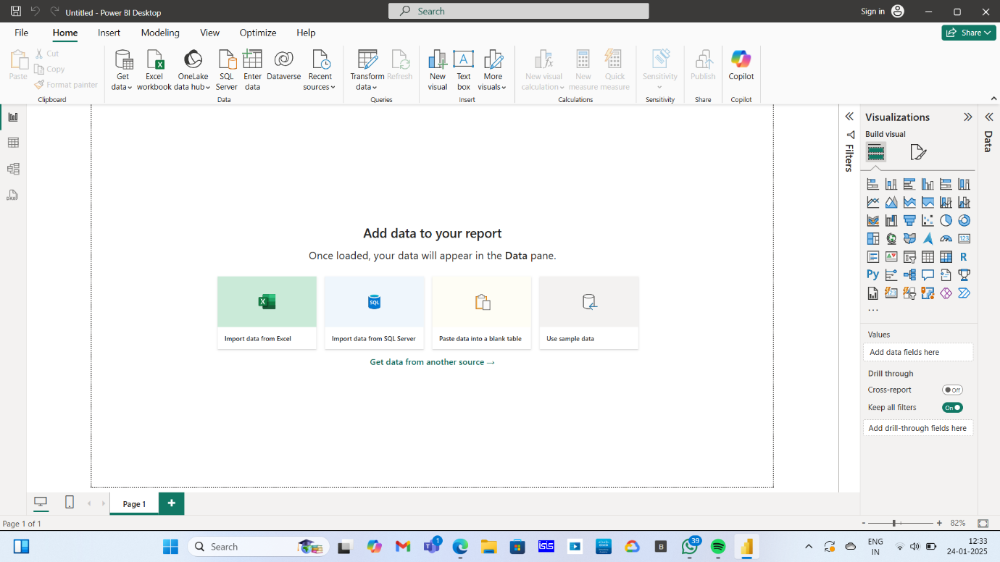 Untitled - Power BI Desktop
Search
Sign in
File Home Insert Modeling View Optimize Help
Share
Paste
Cut
Copy
Format painter
Clipboard
Get data
Excel workbook
OneLake data hub
SQL Server
Enter data
Dataverse
Recent sources
Data
Transform data
Refresh
Queries
New visual
Text box
More visuals
Insert
New visual calculation
New measure
Quick measure
Calculations
Sensitivity
Sensitivity
Publish
Share
Copilot
Copilot
Add data to your report
Once loaded, your data will appear in the Data pane.
SQL
Import data from Excel
Import data from SQL Server
Paste data into a blank table
Use sample data
Get data from another source →
Filters
Visualizations
Build visual
123
R
Py
123
...
Values
Add data fields here
Drill through
Cross-report
Off
Keep all filters
On
Add drill-through fields here
Data
DAX
Page 1
+
Page 1 of 1
- + 82%
Search
1
39
ENG
IN
12:33
24-01-2025